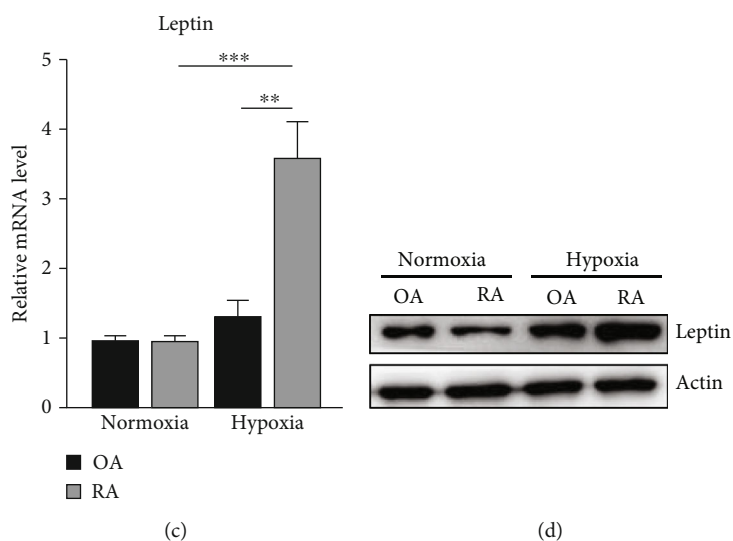 Leptin
5
4
3
2
1
0
Relative mRNA level
***
**
Normoxia Hypoxia
OA
RA
(c)
Normoxia Hypoxia
OA RA OA RA
Leptin
Actin
(d)